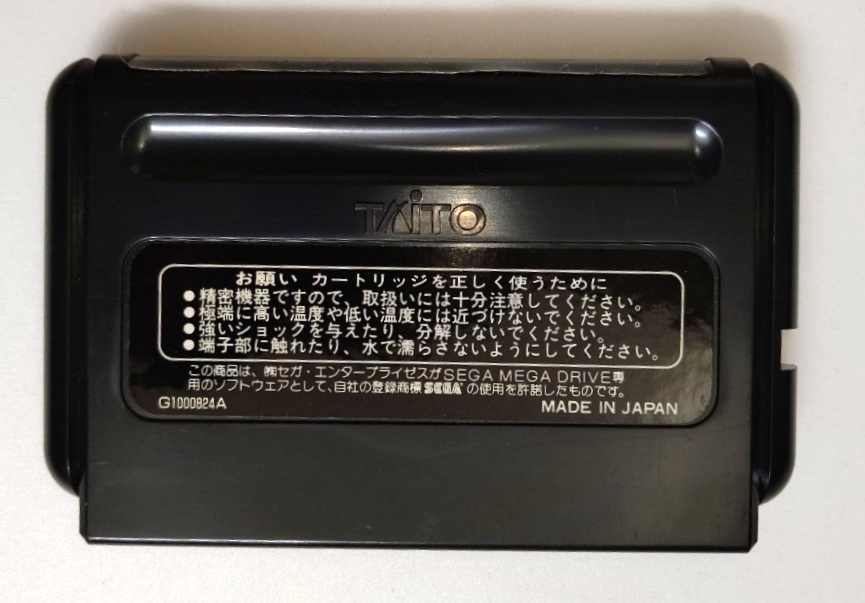 TAITO
お願い カートリッジを正しく使うために
●精密機器ですので、取扱いには十分注意してください。
●極端に高い温度や低い温度には近づけないでください。
●強いショックを与えたり、分解しないでください。
●端子部に触れたり、水で濡らさないようにしてください。
この商品は、㈱セガ・エンタープライゼスがSEGA MEGA DRIVE専
用のソフトウェアとして、自社の登録商標SEGA®の使用を許諾したものです。
G1000824A
MADE IN JAPAN